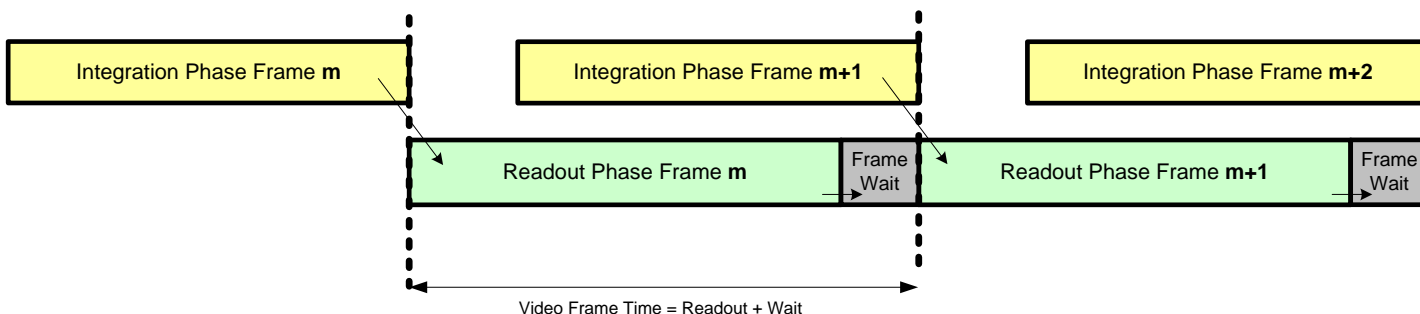 Integration Phase Frame m
Integration Phase Frame m+1
Integration Phase Frame m+2
Readout Phase Frame m
Frame
Wait
Readout Phase Frame m+1
Frame
Wait
Video Frame Time = Readout + Wait